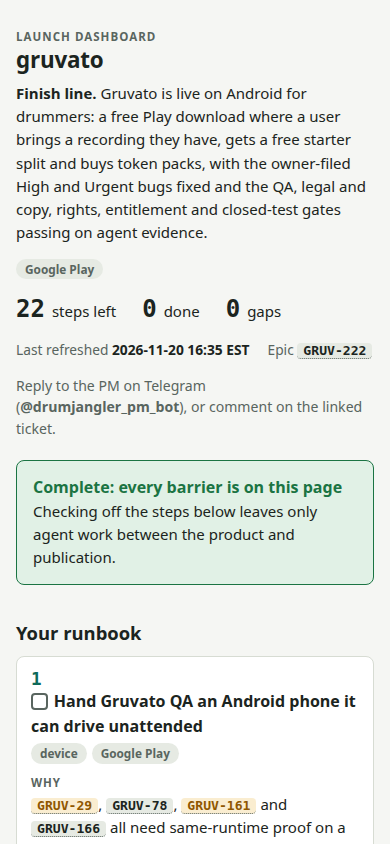 LAUNCH DASHBOARD
gruvato
Finish line. Gruvato is live on Android for
drummers: a free Play download where a user
brings a recording they have, gets a free starter
split and buys token packs, with the owner-filed
High and Urgent bugs fixed and the QA, legal and
copy, rights, entitlement and closed-test gates
passing on agent evidence.
Google Play
22 steps left 0 done 0 gaps
Last refreshed 2026-11-20 16:35 EST Epic GRUV-222
Reply to the PM on Telegram
(@drumjangler_pm_bot), or comment on the linked
ticket.
Complete: every barrier is on this page
Checking off the steps below leaves only
agent work between the product and
publication.
Your runbook
1
Hand Gruvato QA an Android phone it
can drive unattended
device Google Play
WHY
GRUV-29, GRUV-78, GRUV-161 and
GRUV-166 all need same-runtime proof on a